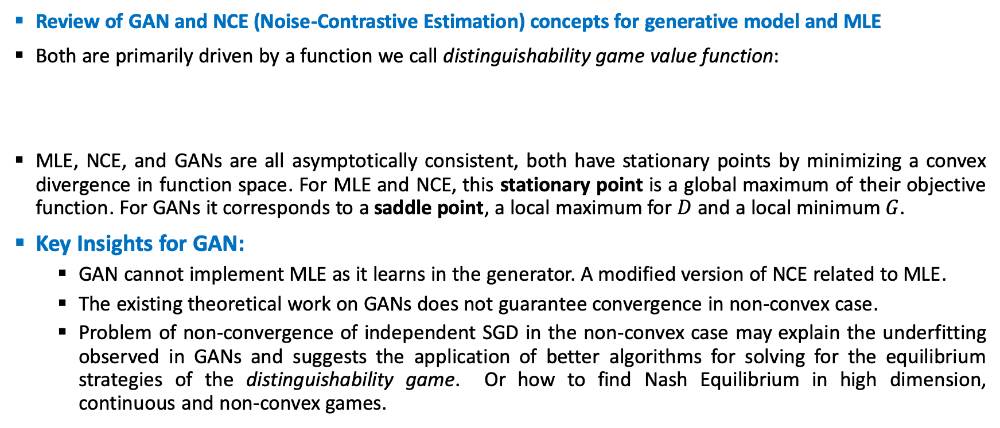 ▪ Review of GAN and NCE (Noise-Contrastive Estimation) concepts for generative model and MLE
▪ Both are primarily driven by a function we call distinguishability game value function:
▪ MLE, NCE, and GANs are all asymptotically consistent, both have stationary points by minimizing a convex
divergence in function space. For MLE and NCE, this stationary point is a global maximum of their objective
function. For GANs it corresponds to a saddle point, a local maximum for D and a local minimum G.
▪ Key Insights for GAN:
▪ GAN cannot implement MLE as it learns in the generator. A modified version of NCE related to MLE.
▪ The existing theoretical work on GANs does not guarantee convergence in non-convex case.
▪ Problem of non-convergence of independent SGD in the non-convex case may explain the underfitting
observed in GANs and suggests the application of better algorithms for solving for the equilibrium
strategies of the distinguishability game. Or how to find Nash Equilibrium in high dimension,
continuous and non-convex games.